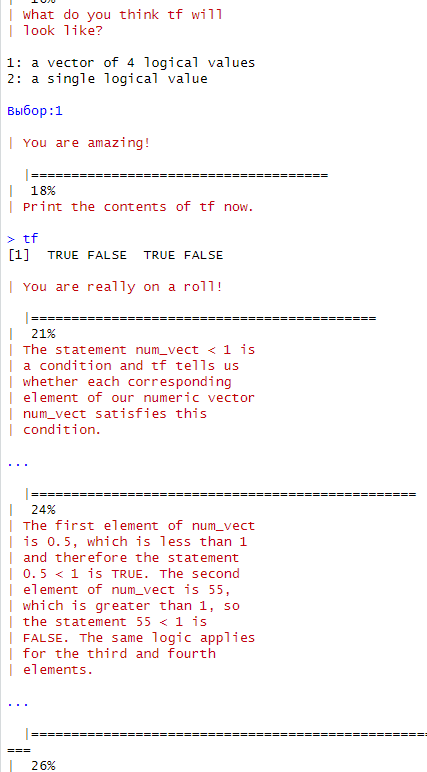 | What do you think tf will
| look like?
1: a vector of 4 logical values
2: a single logical value
Выбор:1
| You are amazing!
|=====================================
| 18%
| Print the contents of tf now.
> tf
[1] TRUE FALSE TRUE FALSE
| You are really on a roll!
|===========================================
| 21%
| The statement num_vect < 1 is
| a condition and tf tells us
| whether each corresponding
| element of our numeric vector
| num_vect satisfies this
| condition.
...
|================================================
| 24%
| The first element of num_vect
| is 0.5, which is less than 1
| and therefore the statement
| 0.5 < 1 is TRUE. The second
| element of num_vect is 55,
| which is greater than 1, so
| the statement 55 < 1 is
| FALSE. The same logic applies
| for the third and fourth
| elements.
...
|==================================================
===
| 26%